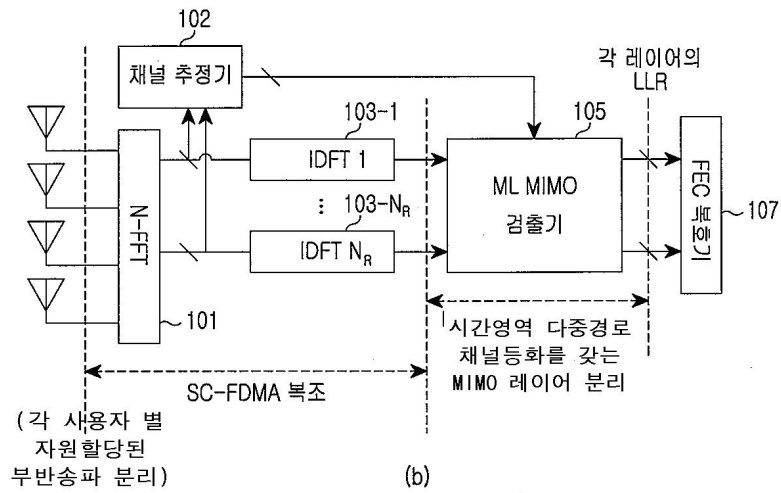 102
채널 추정기
각 레이어의
LLR
103-1
105
IDFT 1
ML MIMO
검출기
N-FFT
⋮
103-NR
IDFT NR
FEC 복호기
107
101
시간영역 다중경로
채널등화를 갖는
MIMO 레이어 분리
SC-FDMA 복조
(각 사용자 별
자원할당된
부반송파 분리)
(b)